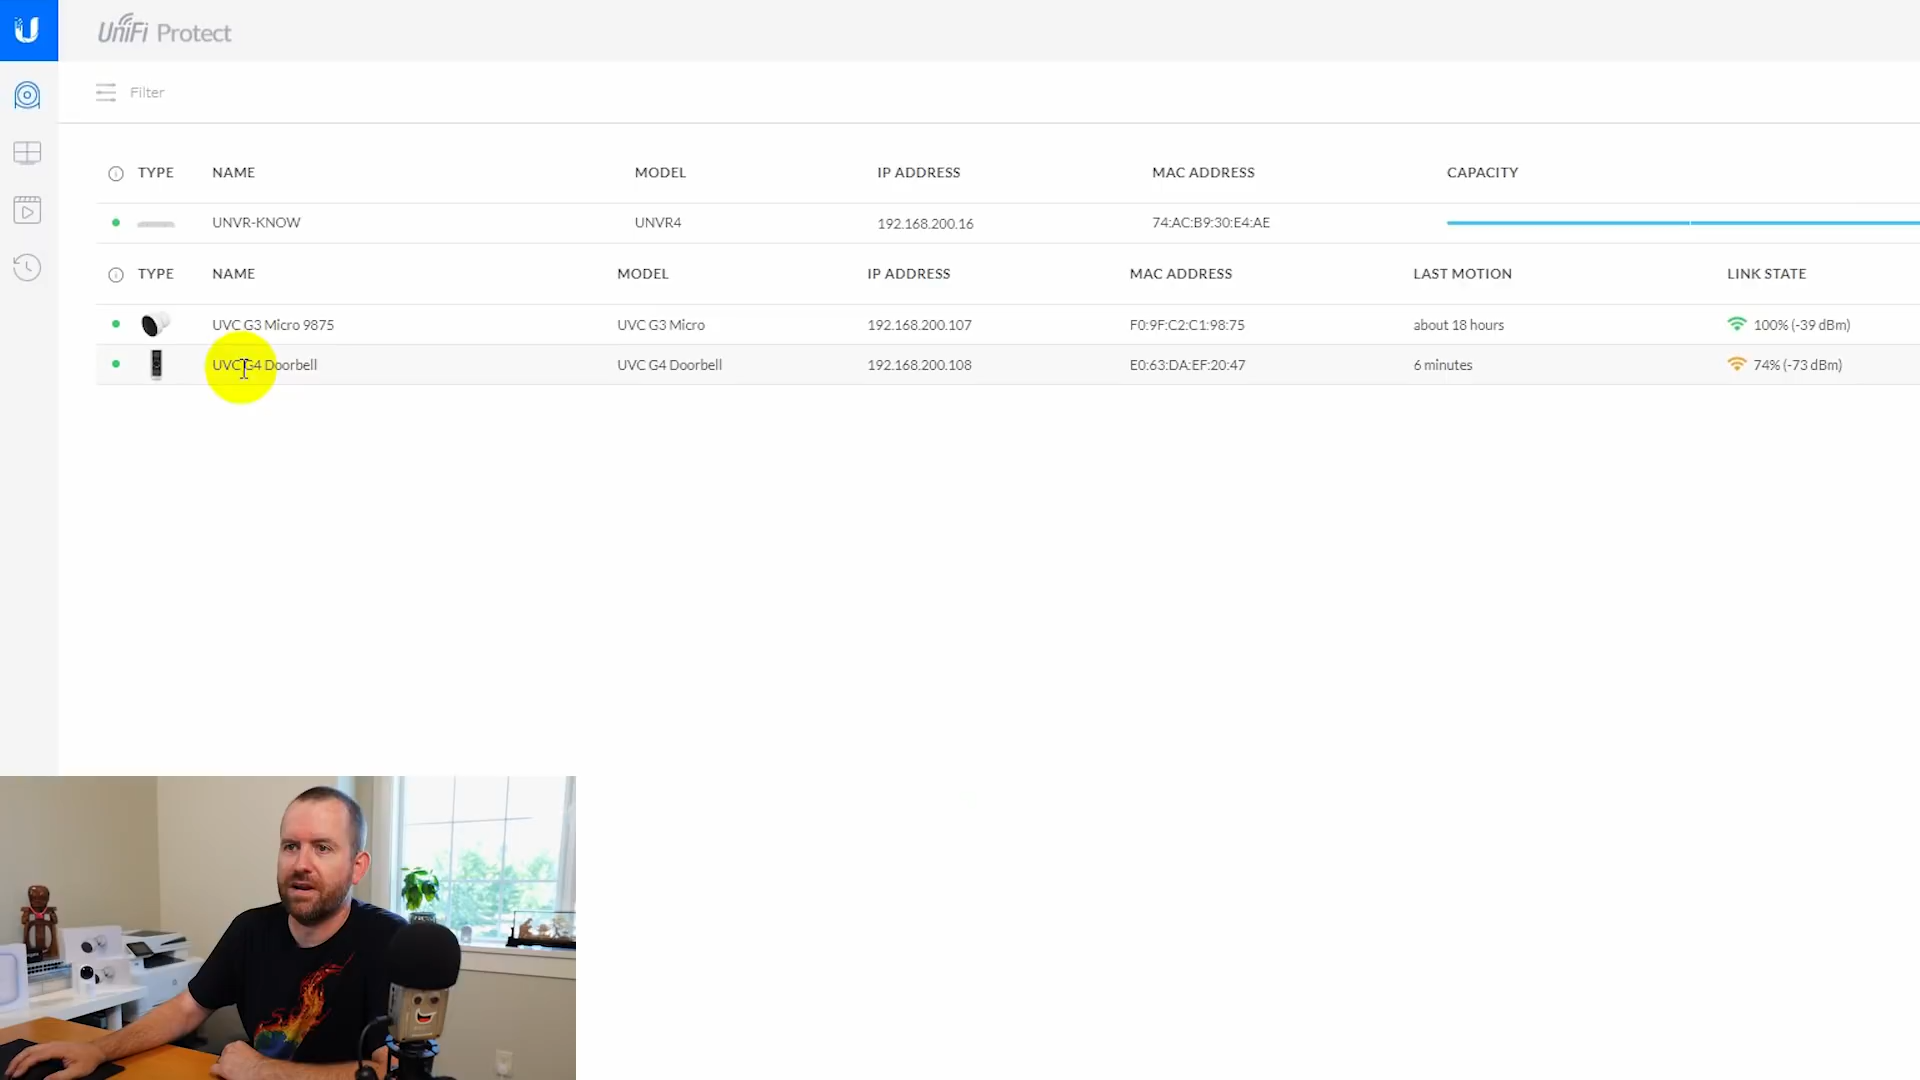 UniFi Protect
Filter
TYPE NAME MODEL IP ADDRESS MAC ADDRESS CAPACITY
UNVR-KNOW UNVR4 192.168.200.16 74:AC:B9:30:E4:AE
TYPE NAME MODEL IP ADDRESS MAC ADDRESS LAST MOTION LINK STATE
UVC G3 Micro 9875 UVC G3 Micro 192.168.200.107 F0:9F:C2:C1:98:75 about 18 hours 100% (-39 dBm)
UVC G4 Doorbell UVC G4 Doorbell 192.168.200.108 E0:63:DA:EF:20:47 6 minutes 74% (-73 dBm)